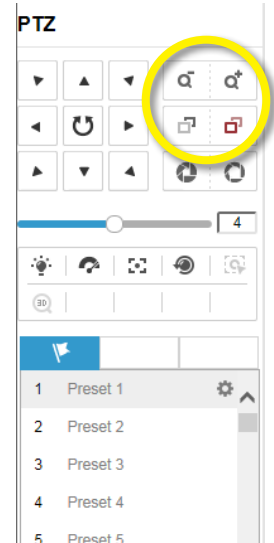 PTZ
4
3D
1 Preset 1
2 Preset 2
3 Preset 3
4 Preset 4
5 Preset 5